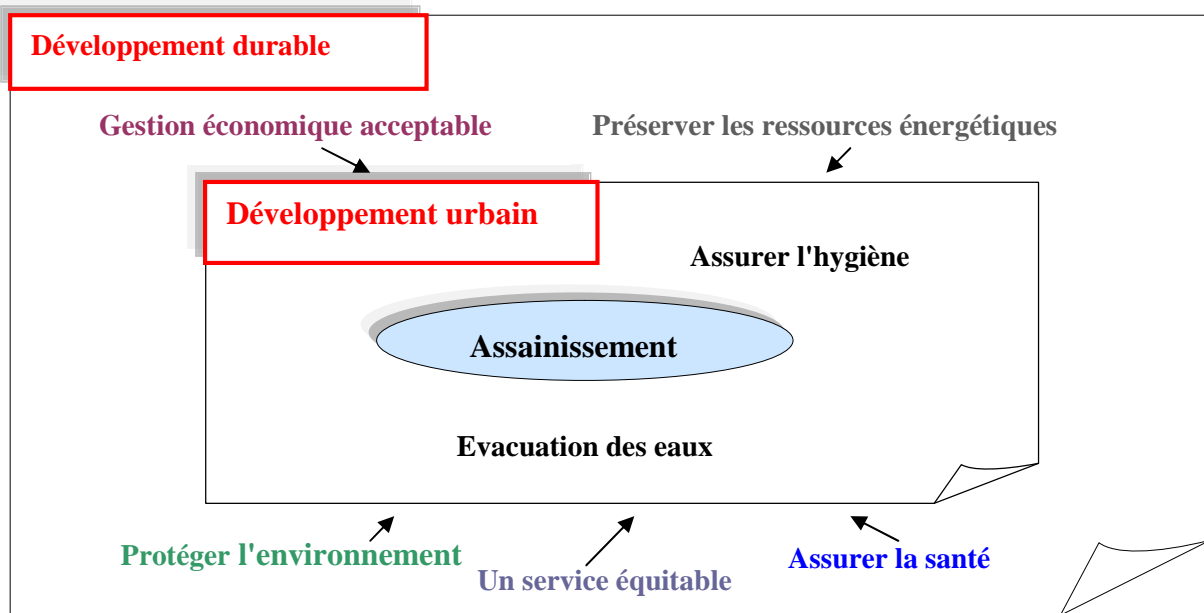 Développement durable
Gestion économique acceptable
Préserver les ressources énergétiques
Développement urbain
Assurer l'hygiène
Assainissement
Evacuation des eaux
Protéger l'environnement
Un service équitable
Assurer la santé